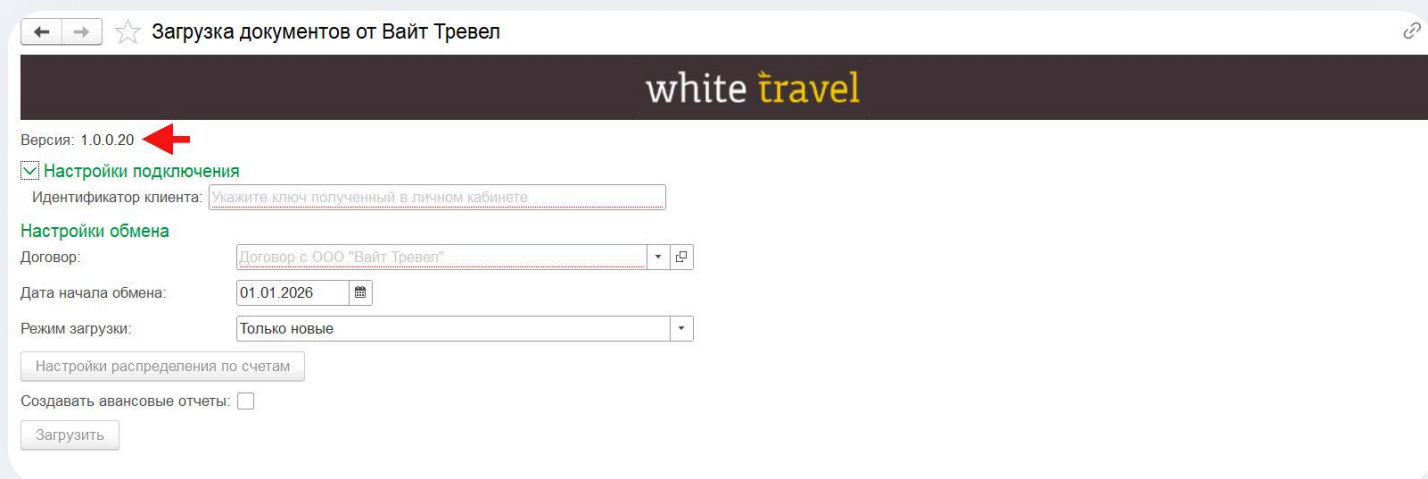 Загрузка документов от Вайт Тревел
white travel
Версия: 1.0.0.20
Настройки подключения
Идентификатор клиента: Укажите ключ полученный в личном кабинете
Настройки обмена
Договор: Договор с ООО "Вайт Тревел"
Дата начала обмена: 01.01.2026
Режим загрузки: Только новые
Настройки распределения по счетам
Создавать авансовые отчеты:
Загрузить